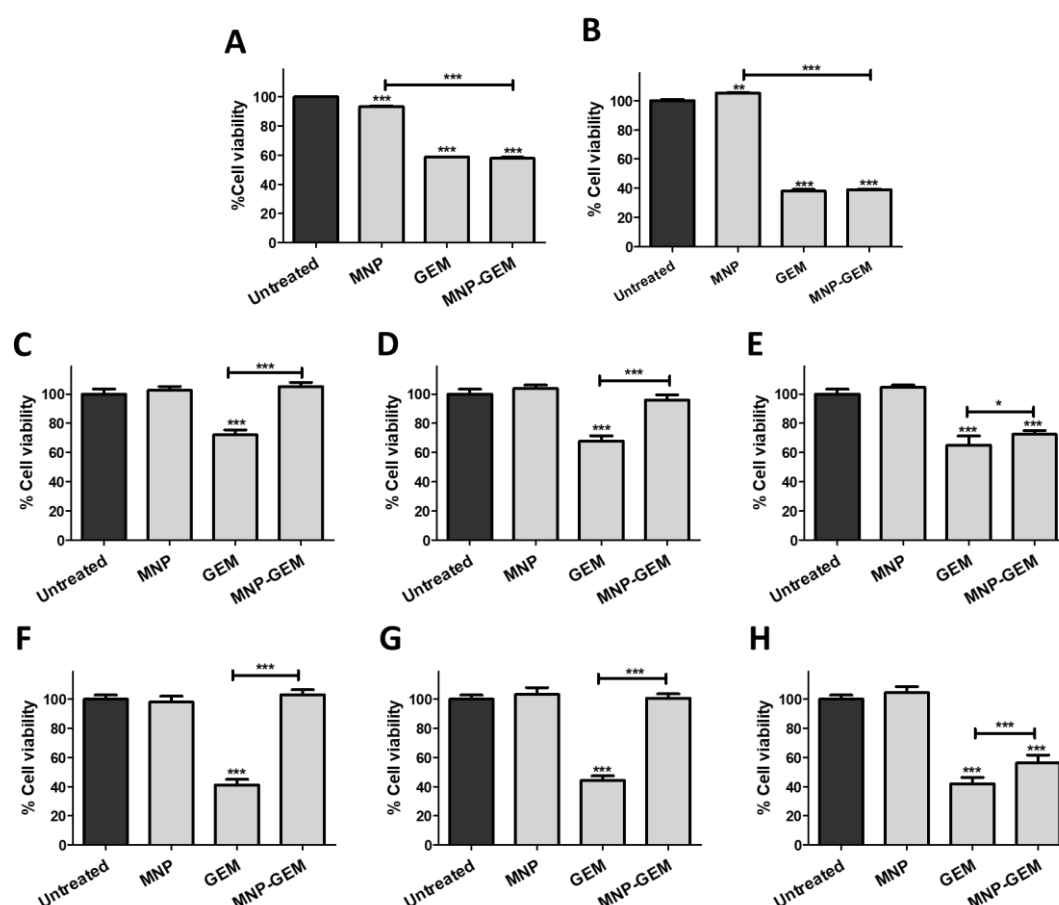 A
%Cell viability
100
80
60
40
20
0
***
***
***
***
Untreated
MNP
GEM
MNP-GEM
B
% Cell viability
100
80
60
40
20
0
***
**
***
***
Untreated
MNP
GEM
MNP-GEM
C
% Cell viability
100
80
60
40
20
0
***
***
Untreated
MNP
GEM
MNP-GEM
D
% Cell viability
100
80
60
40
20
0
***
***
Untreated
MNP
GEM
MNP-GEM
E
% Cell viability
100
80
60
40
20
0
*
***
***
Untreated
MNP
GEM
MNP-GEM
F
% Cell viability
100
80
60
40
20
0
***
***
Untreated
MNP
GEM
MNP-GEM
G
% Cell viability
100
80
60
40
20
0
***
***
Untreated
MNP
GEM
MNP-GEM
H
% Cell viability
100
80
60
40
20
0
***
***
***
Untreated
MNP
GEM
MNP-GEM